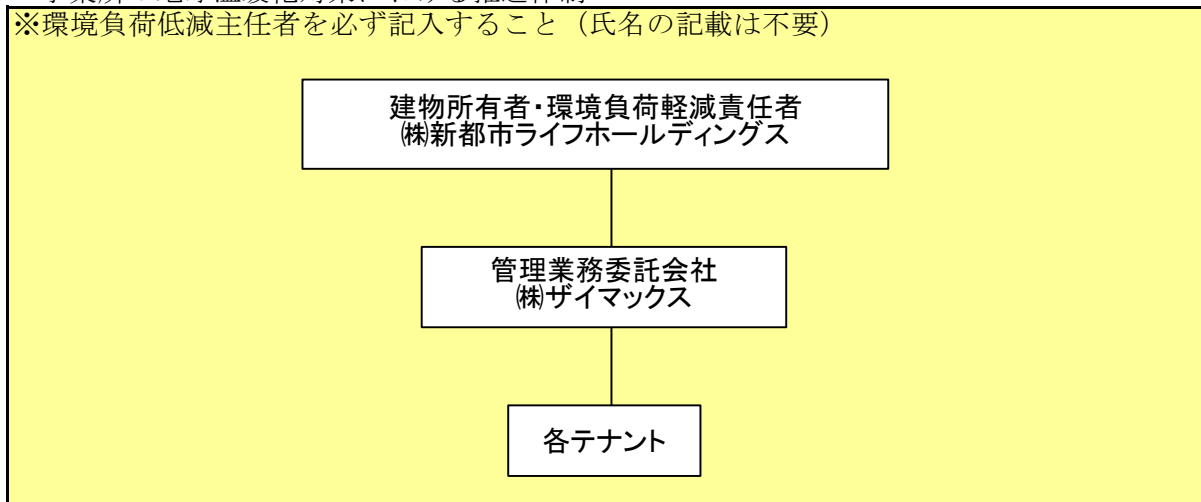 ※環境負荷低減主任者を必ず記入すること（氏名の記載は不要）
建物所有者・環境負荷軽減責任者
㈱新都市ライフホールディングス
管理業務委託会社
㈱ザイマックス
各テナント